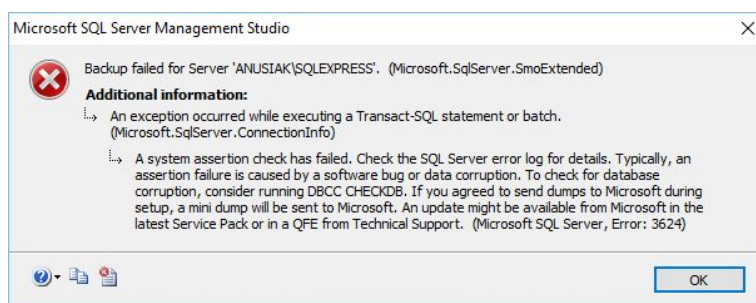 Microsoft SQL Server Management Studio
Backup failed for Server 'ANUSIAK\SQLEXPRESS'. (Microsoft.SqlServer.SmoExtended)
Additional information:
An exception occurred while executing a Transact-SQL statement or batch.
(Microsoft.SqlServer.ConnectionInfo)
A system assertion check has failed. Check the SQL Server error log for details. Typically, an
assertion failure is caused by a software bug or data corruption. To check for database
corruption, consider running DBCC CHECKDB. If you agreed to send dumps to Microsoft during
setup, a mini dump will be sent to Microsoft. An update might be available from Microsoft in the
latest Service Pack or in a QFE from Technical Support. (Microsoft SQL Server, Error: 3624)
OK